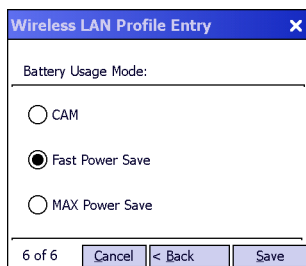 Wireless LAN Profile Entry
Battery Usage Mode:
CAM
Fast Power Save
MAX Power Save
6 of 6 Cancel < Back Save